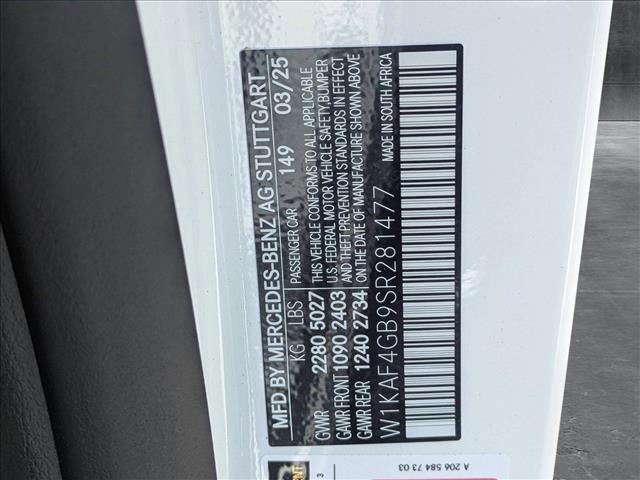 MFD BY MERCEDES-BENZ AG STUTTGART
KG / LBS PASSENGER CAR 149 03/25
GVWR 2280 5027 THIS VEHICLE CONFORMS TO ALL APPLICABLE
U.S. FEDERAL MOTOR VEHICLE SAFETY, BUMPER
GAWR FRONT 1090 2403 AND THEFT PREVENTION STANDARDS IN EFFECT
GAWR REAR 1240 2734 ON THE DATE OF MANUFACTURE SHOWN ABOVE
W1KAF4GB9SR281477 MADE IN SOUTH AFRICA
A 206 584 73 03